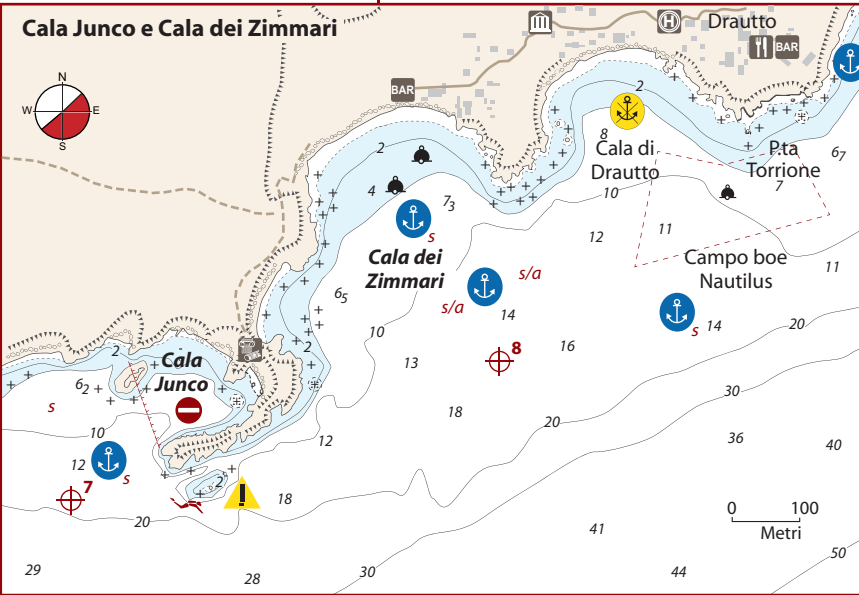 Cala Junco e Cala dei Zimmari
N
W E
S
H
Drautto
BAR
BAR
2
2
8
Cala di
Drautto
P.ta
Torrione
67
7
4
73
10
s
12
11
Cala dei
Zimmari
s/a
s/a
Campo boe
Nautilus
11
65
14
s
14
20
10
8
16
2
2
Cala
Junco
13
30
62
s
18
20
10
12
36
40
12
s
7
2
!
18
0 100
Metri
20
41
50
29
28
30
44